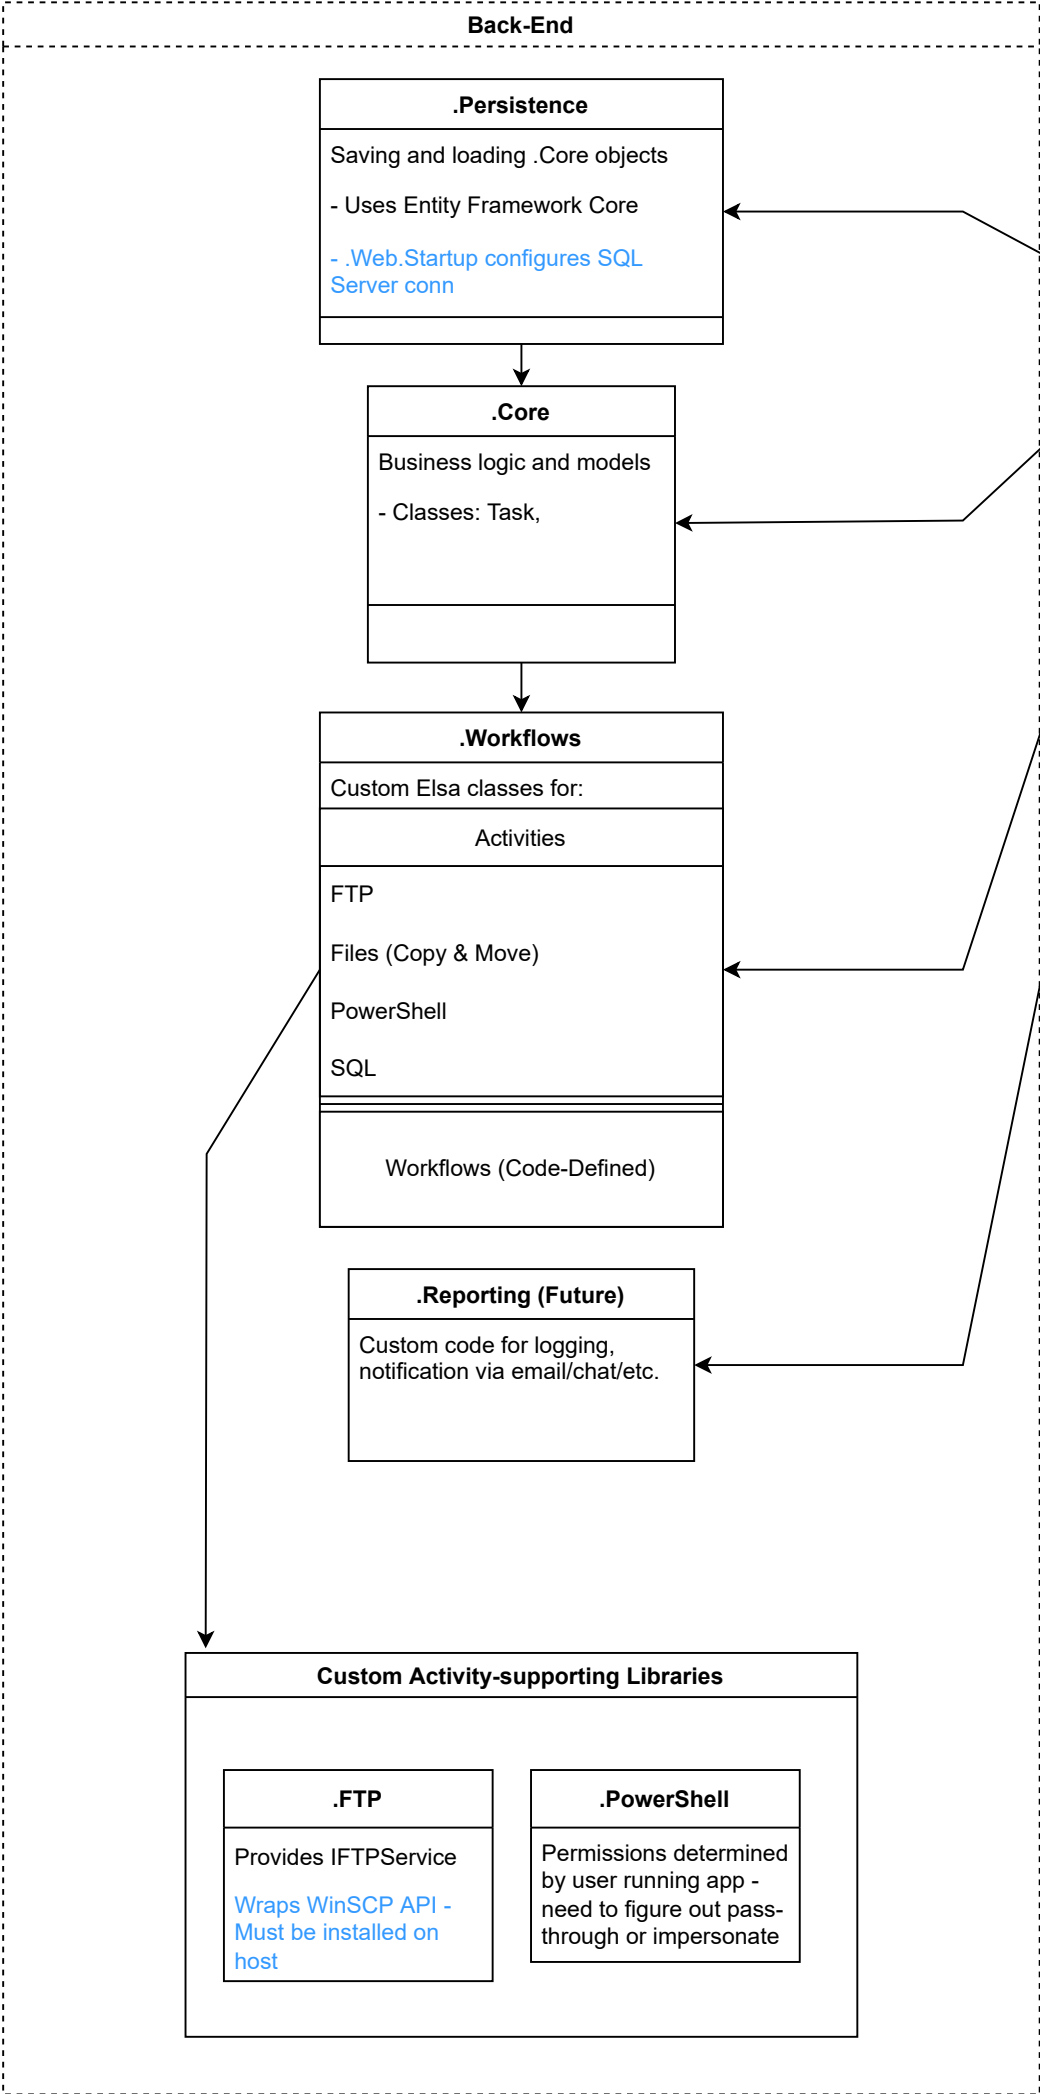 Back-End
.Persistence
Saving and loading .Core objects
- Uses Entity Framework Core
- .Web.Startup configures SQL
Server conn
.Core
Business logic and models
- Classes: Task,
.Workflows
Custom Elsa classes for:
Activities
FTP
Files (Copy & Move)
PowerShell
SQL
Workflows (Code-Defined)
.Reporting (Future)
Custom code for logging,
notification via email/chat/etc.
Custom Activity-supporting Libraries
.FTP
Provides IFTPService
Wraps WinSCP API -
Must be installed on
host
.PowerShell
Permissions determined
by user running app -
need to figure out pass-
through or impersonate